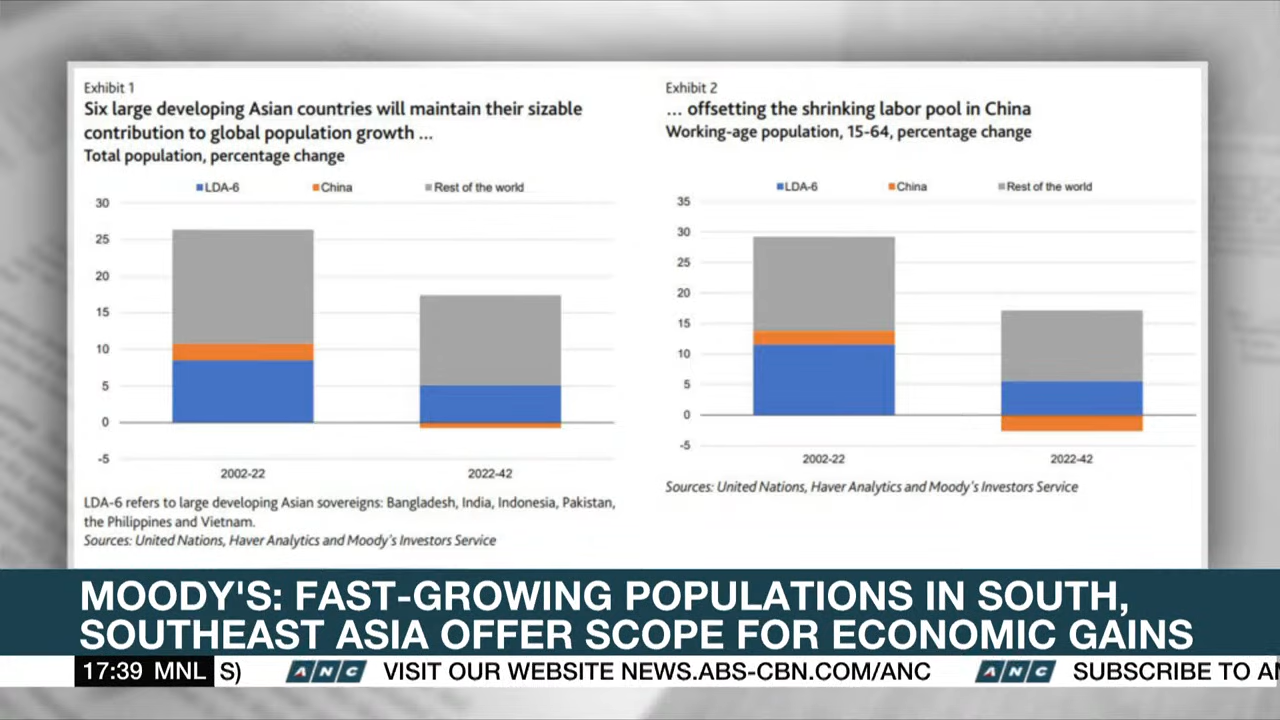 Exhibit 1
Six large developing Asian countries will maintain their sizable
contribution to global population growth ...
Total population, percentage change
LDA-6 China Rest of the world
30
25
20
15
10
5
0
-5
2002-22 2022-42
LDA-6 refers to large developing Asian sovereigns: Bangladesh, India, Indonesia, Pakistan,
the Philippines and Vietnam.
Sources: United Nations, Haver Analytics and Moody's Investors Service
Exhibit 2
... offsetting the shrinking labor pool in China
Working-age population, 15-64, percentage change
LDA-6 China Rest of the world
35
30
25
20
15
10
5
0
-5
2002-22 2022-42
Sources: United Nations, Haver Analytics and Moody's Investors Service
MOODY'S: FAST-GROWING POPULATIONS IN SOUTH,
SOUTHEAST ASIA OFFER SCOPE FOR ECONOMIC GAINS
17:39 MNL S) ANC VISIT OUR WEBSITE NEWS.ABS-CBN.COM/ANC ANC SUBSCRIBE TO